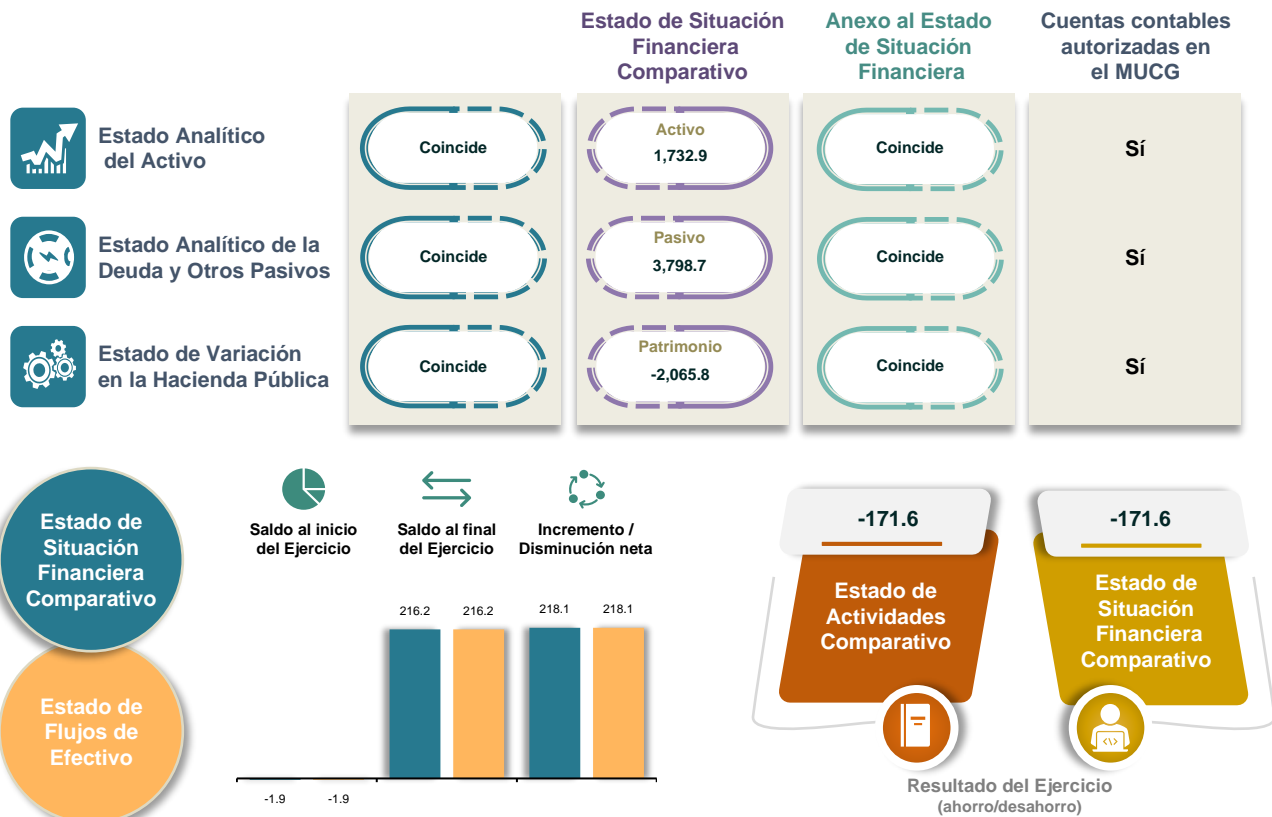 Estado de Situación
Financiera
Comparativo
Anexo al Estado
de Situación
Financiera
Cuentas contables
autorizadas en
el MUCG
Estado Analítico
del Activo
Coincide
Activo
1,732.9
Coincide
Sí
Estado Analítico de la
Deuda y Otros Pasivos
Coincide
Pasivo
3,798.7
Coincide
Sí
Estado de Variación
en la Hacienda Pública
Coincide
Patrimonio
-2,065.8
Coincide
Sí
Estado de
Situación
Financiera
Comparativo
Estado de
Flujos de
Efectivo
Saldo al inicio
del Ejercicio
Saldo al final
del Ejercicio
Incremento /
Disminución neta
216.2
216.2
218.1
218.1
-1.9
-1.9
-171.6
Estado de
Actividades
Comparativo
-171.6
Estado de
Situación
Financiera
Comparativo
Resultado del Ejercicio
(ahorro/desahorro)